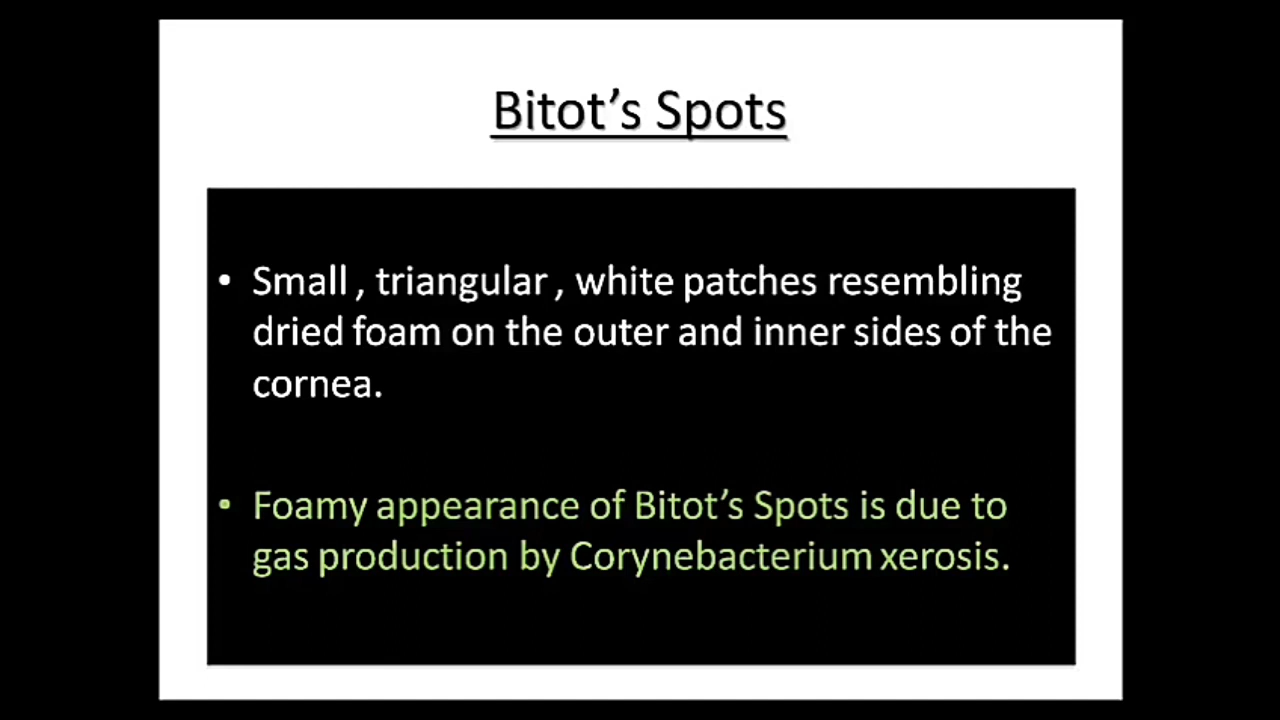 Bitot’s Spots
• Small , triangular , white patches resembling
dried foam on the outer and inner sides of the
cornea.
• Foamy appearance of Bitot’s Spots is due to
gas production by Corynebacterium xerosis.